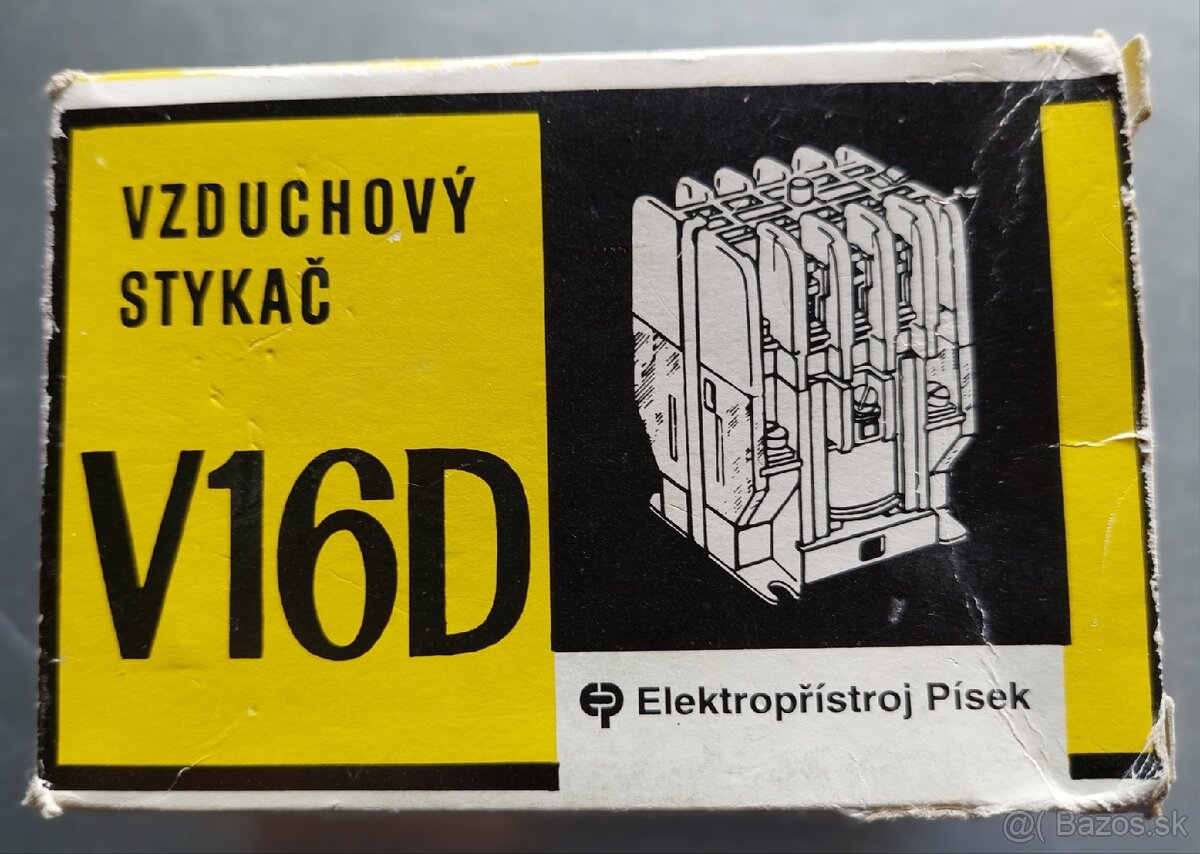 VZDUCHOVÝ
STYKAČ
V16D
Elektropřístroj Písek
@( Bazos.sk